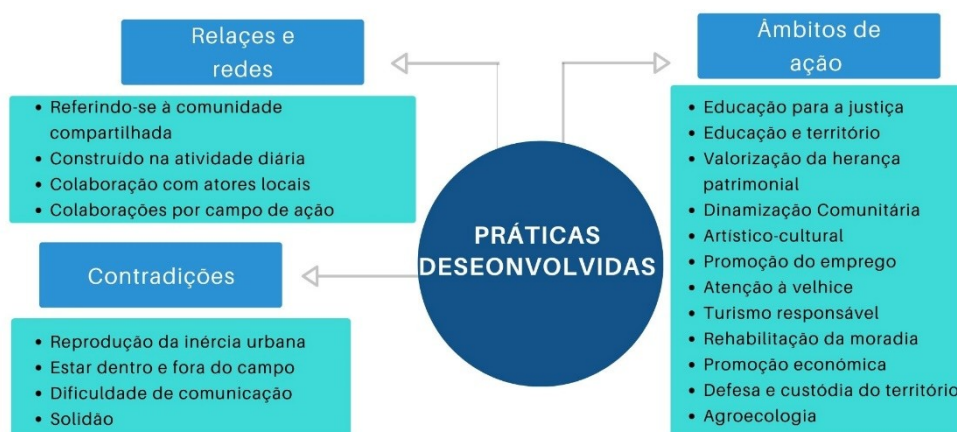 Relaçes e
redes
• Referindo-se à comunidade
compartilhada
• Construído na atividade diária
• Colaboração com atores locais
• Colaborações por campo de ação
Contradições
• Reprodução da inércia urbana
• Estar dentro e fora do campo
• Dificuldade de comunicação
• Solidão
PRÁTICAS
DESEONVOLVIDAS
Âmbitos de
ação
• Educação para a justiça
• Educação e território
• Valorização da herança
patrimonial
• Dinamização Comunitária
• Artístico-cultural
• Promoção do emprego
• Atenção à velhice
• Turismo responsável
• Rehabilitação da moradia
• Promoção económica
• Defesa e custódia do território
• Agroecologia